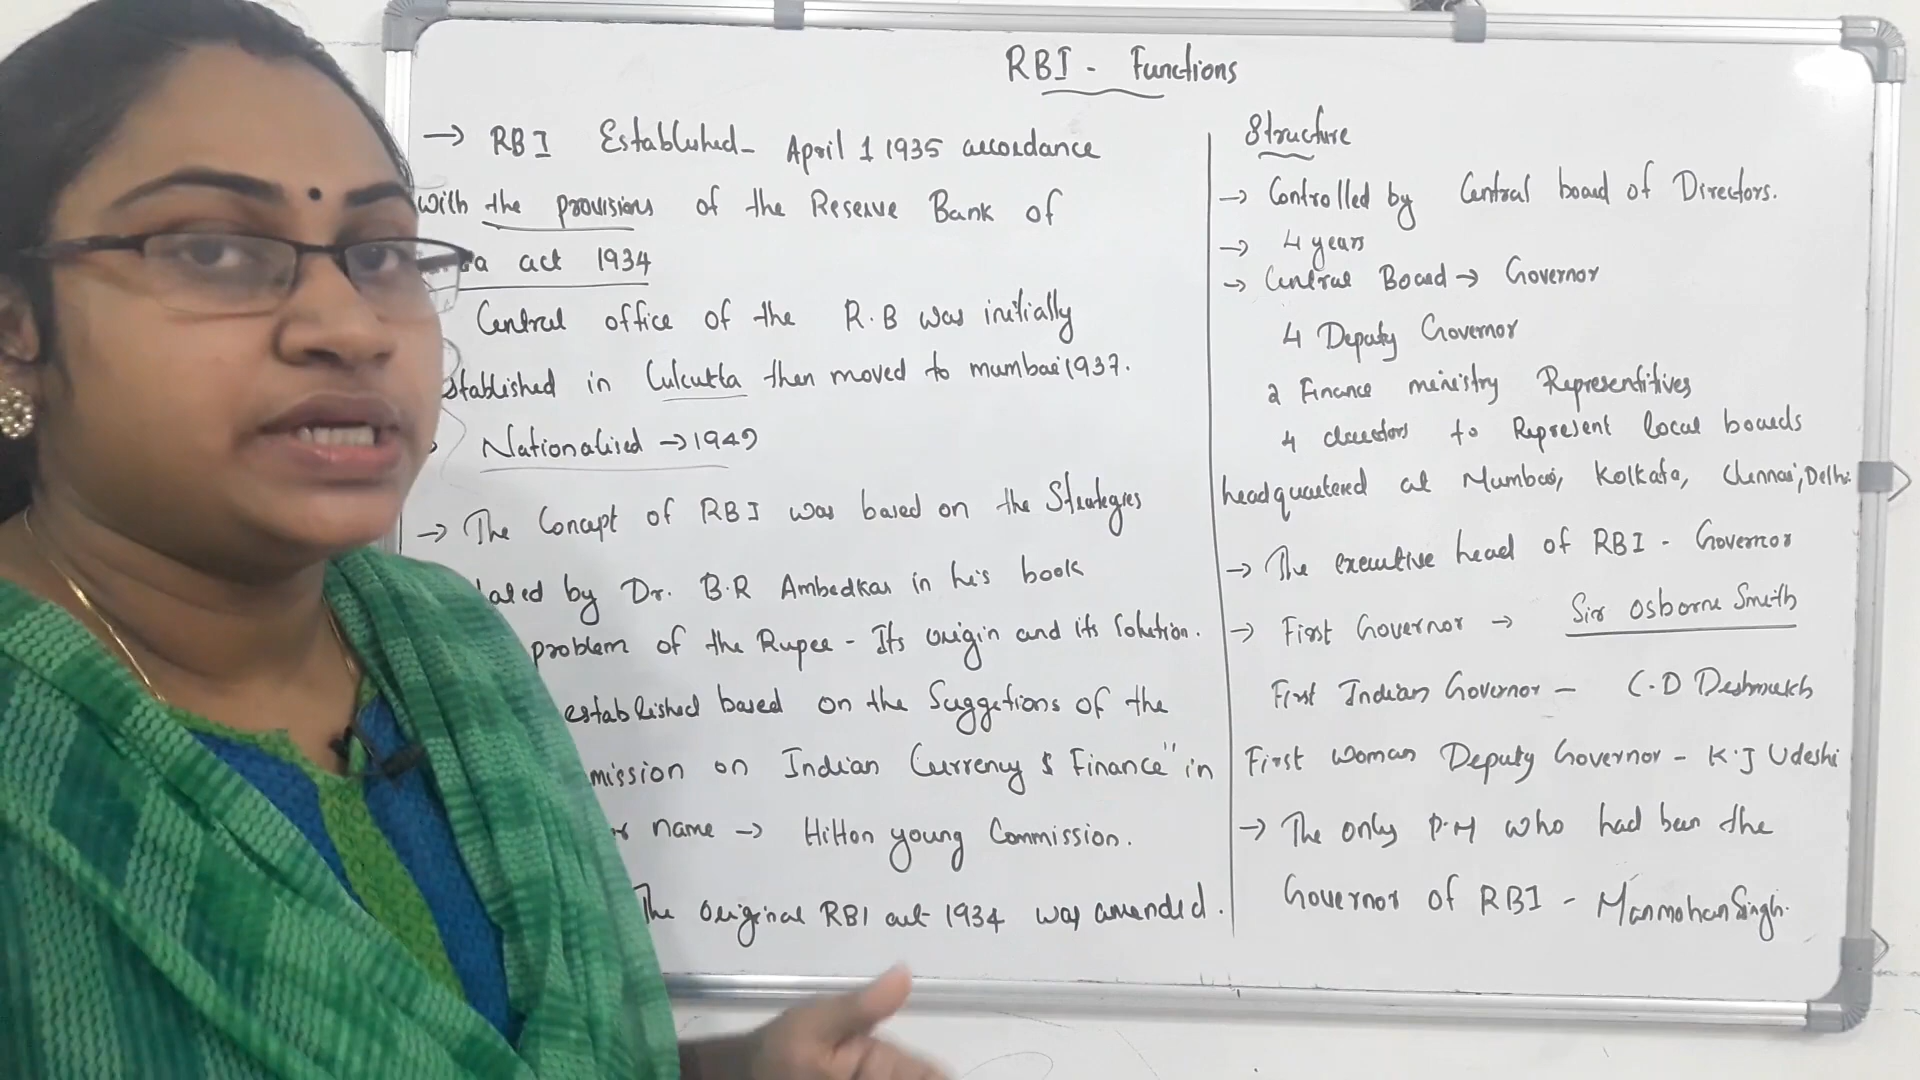 RBI - Functions
→ RBI Established - April 1 1935 accordance
with the provisions of the Reserve Bank of
act 1934
Central office of the R.B was initially
stablished in Culcutta then moved to mumbai 1937.
Nationalised → 1949
→ The Concept of RBI was based on the Strategies
lated by Dr. B.R Ambedkar in his book
problem of the Rupee - Its origin and its Solution.
established based on the Suggetions of the
mission on Indian Currency & Finance" in
name → Hilton young Commission.
The original RBI act 1934 was amended.
Structure
→ Controlled by Central board of Directors.
→ 4 years
→ Central Board → Governor
4 Deputy Governor
2 Finance ministry Representitives
4 directors to Represent local boards
headquartered at Mumbai, Kolkata, Chennai, Delhi
→ The executive head of RBI - Governor
→ First Governor → Sir Osborne Smith
First Indian Governor - C.D Deshmukh
First woman Deputy Governor - K.J Udeshi
→ The only P.M who had been the
Governor of RBI - Manmohan Singh.